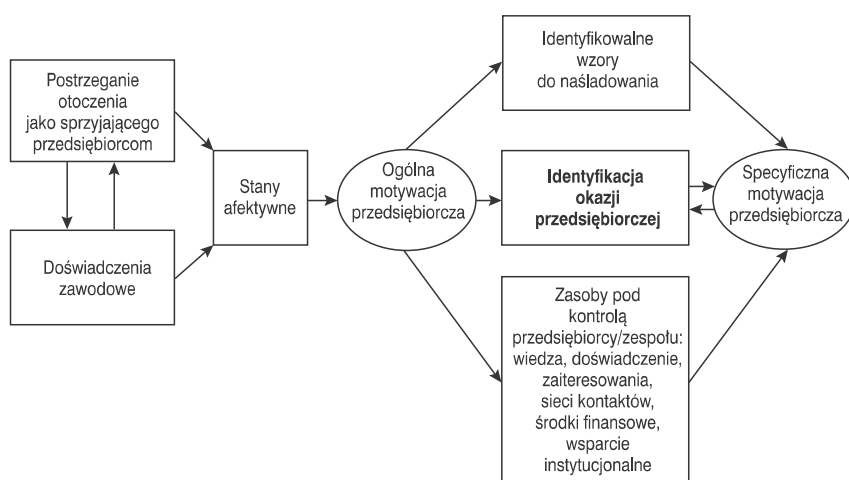 Postrzeganie
otoczenia
jako sprzyjającego
przedsiębiorcom
Doświadczenia
zawodowe
Stany
afektywne
Ogólna
motywacja
przedsiębiorcza
Identyfikowalne
wzory
do naśladowania
Identyfikacja
okazji
przedsiębiorczej
Zasoby pod
kontrolą
przedsiębiorcy/zespołu:
wiedza, doświadczenie,
zaiteresowania,
sieci kontaktów,
środki finansowe,
wsparcie
instytucjonalne
Specyficzna
motywacja
przedsiębiorcza